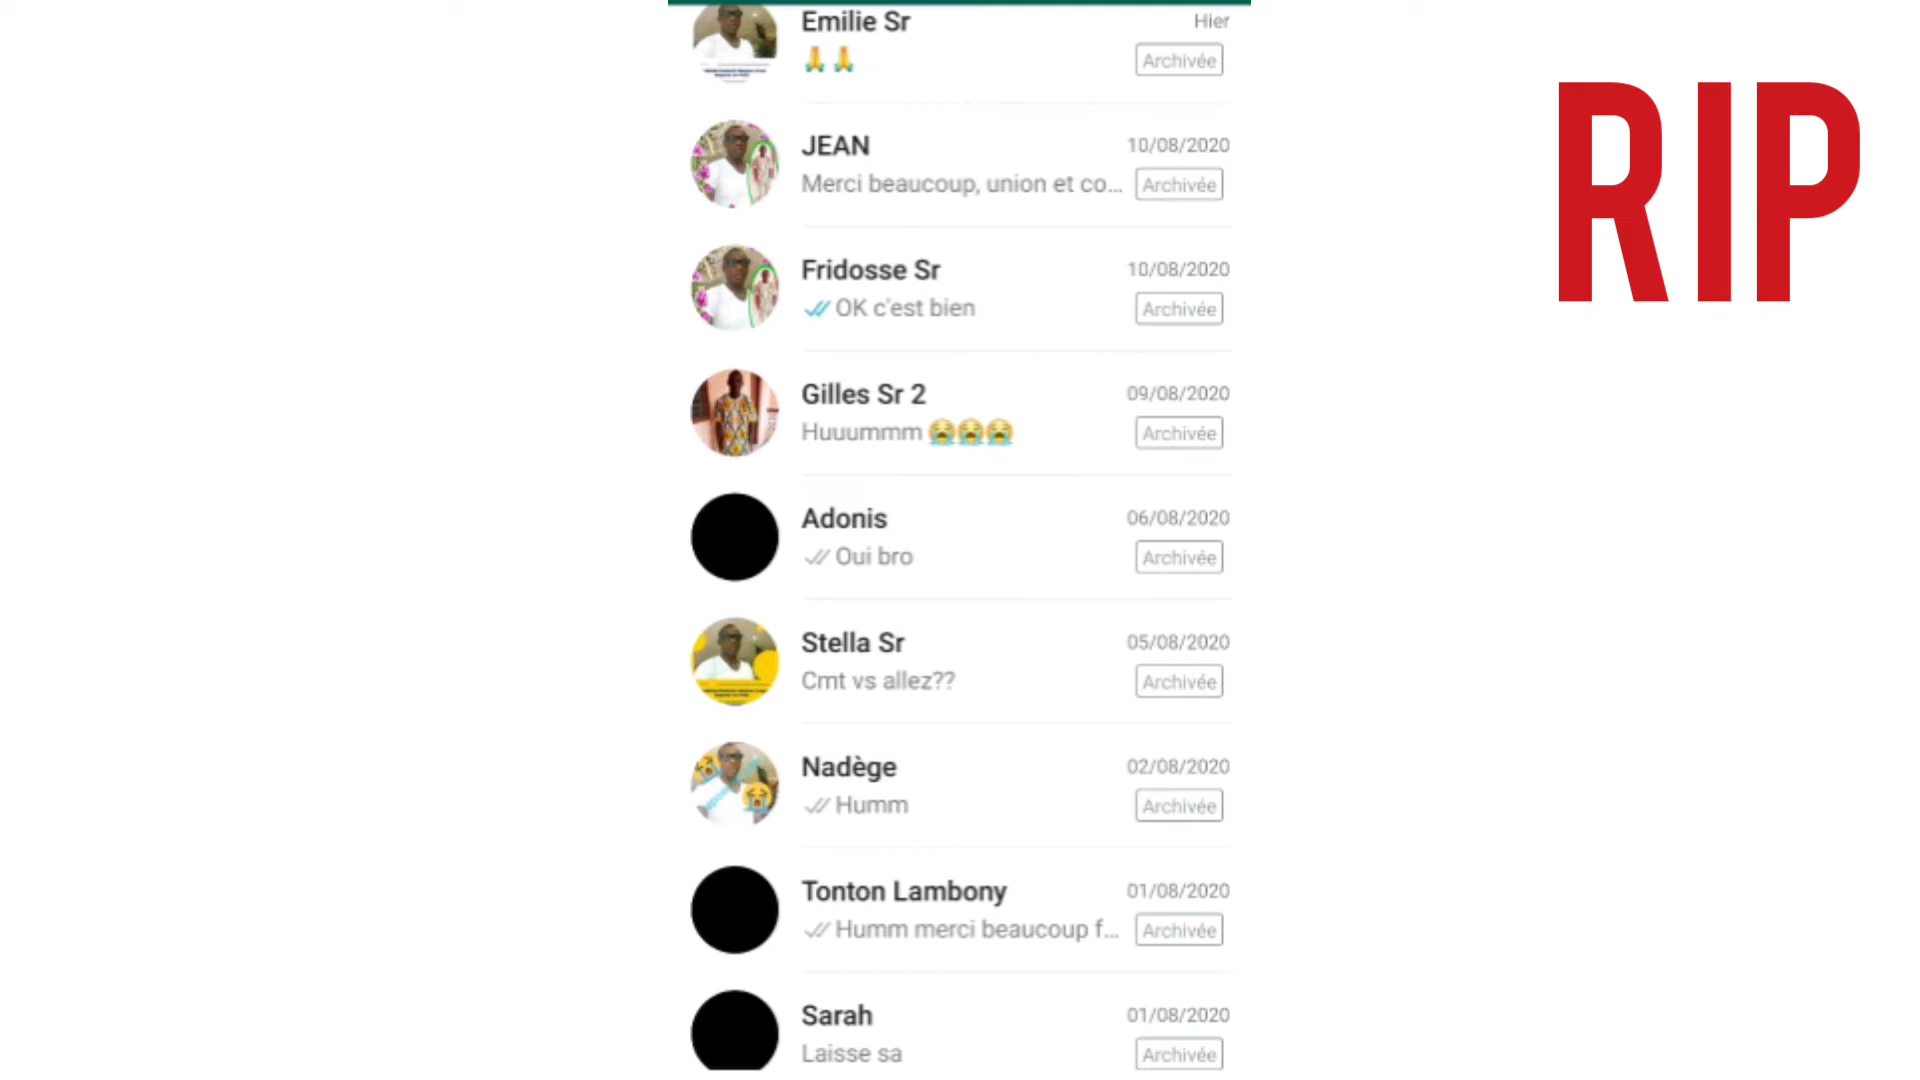 Emilie Sr
Hier
🙏🙏
Archivée
RIP
JEAN
10/08/2020
Merci beaucoup, union et co...
Archivée
Fridosse Sr
10/08/2020
OK c'est bien
Archivée
Gilles Sr 2
09/08/2020
Huuummm 😭😭😭
Archivée
Adonis
06/08/2020
Oui bro
Archivée
Stella Sr
05/08/2020
Cmt vs allez??
Archivée
Nadège
02/08/2020
Humm
Archivée
Tonton Lambony
01/08/2020
Humm merci beaucoup f...
Archivée
Sarah
01/08/2020
Laisse sa
Archivée